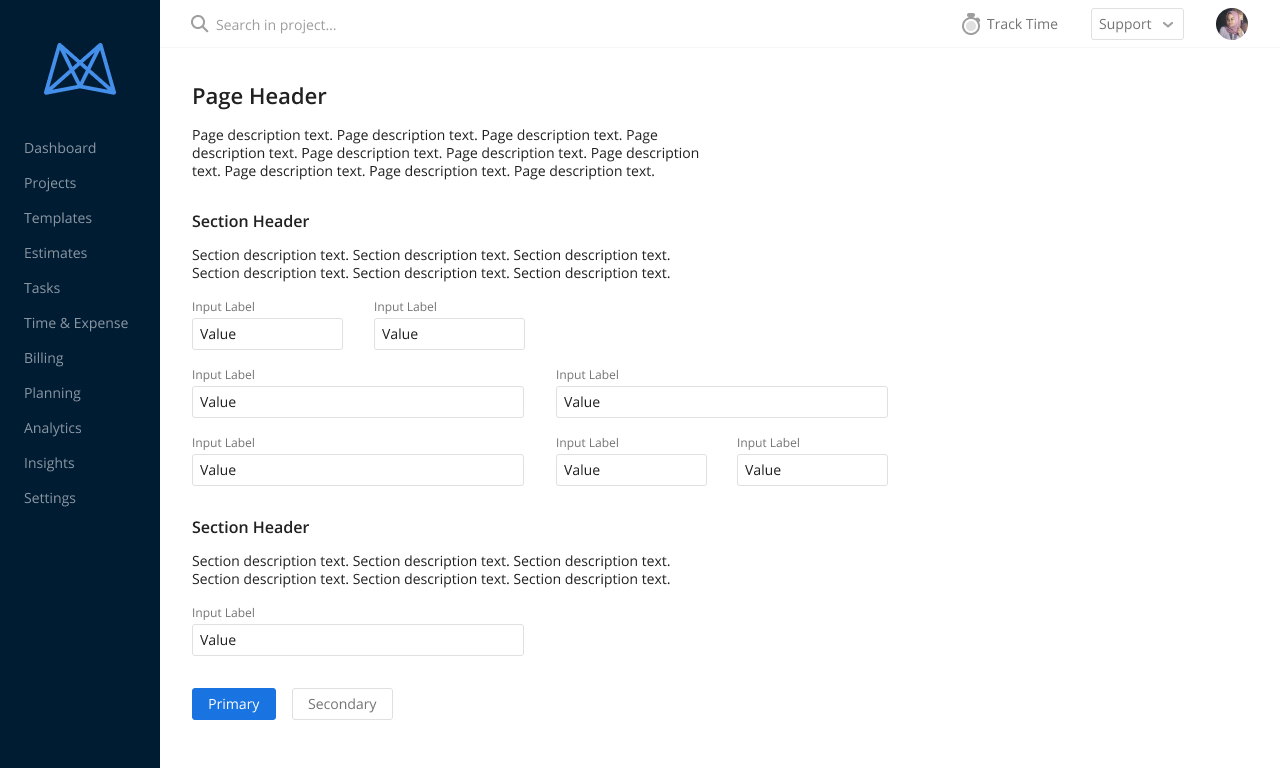 Search in project...
Track Time
Support
Dashboard
Projects
Templates
Estimates
Tasks
Time & Expense
Billing
Planning
Analytics
Insights
Settings
Page Header
Page description text. Page description text. Page description text. Page
description text. Page description text. Page description text. Page description
text. Page description text. Page description text. Page description text.
Section Header
Section description text. Section description text. Section description text.
Section description text. Section description text. Section description text.
Input Label
Value
Input Label
Value
Input Label
Value
Input Label
Value
Input Label
Value
Input Label
Value
Input Label
Value
Section Header
Section description text. Section description text. Section description text.
Section description text. Section description text. Section description text.
Input Label
Value
Primary
Secondary